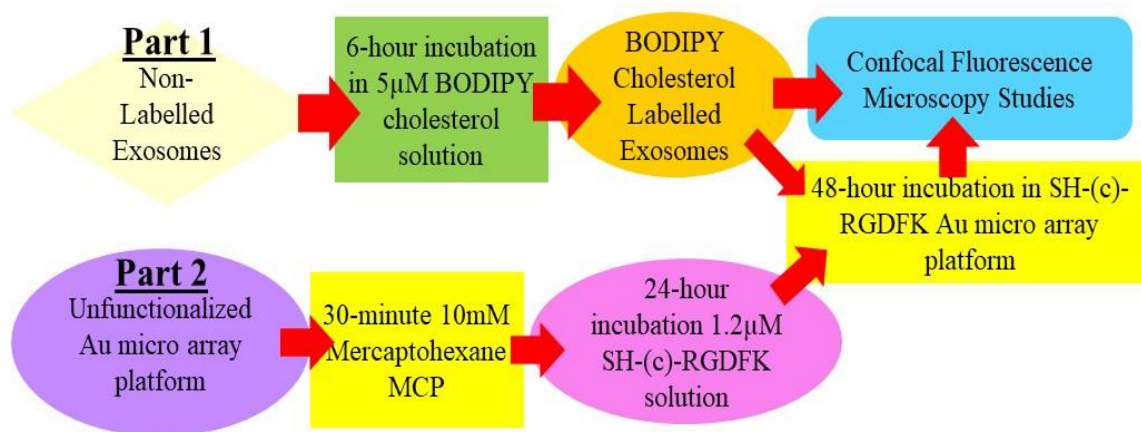 Part 1
Non-
Labelled
Exosomes
6-hour incubation
in 5µM BODIPY
cholesterol
solution
BODIPY
Cholesterol
Labelled
Exosomes
Confocal Fluorescence
Microscopy Studies
48-hour incubation in SH-(c)-
RGDFK Au micro array
platform
Part 2
Unfunctionalized
Au micro array
platform
30-minute 10mM
Mercaptohexane
MCP
24-hour
incubation 1.2µM
SH-(c)-RGDFK
solution